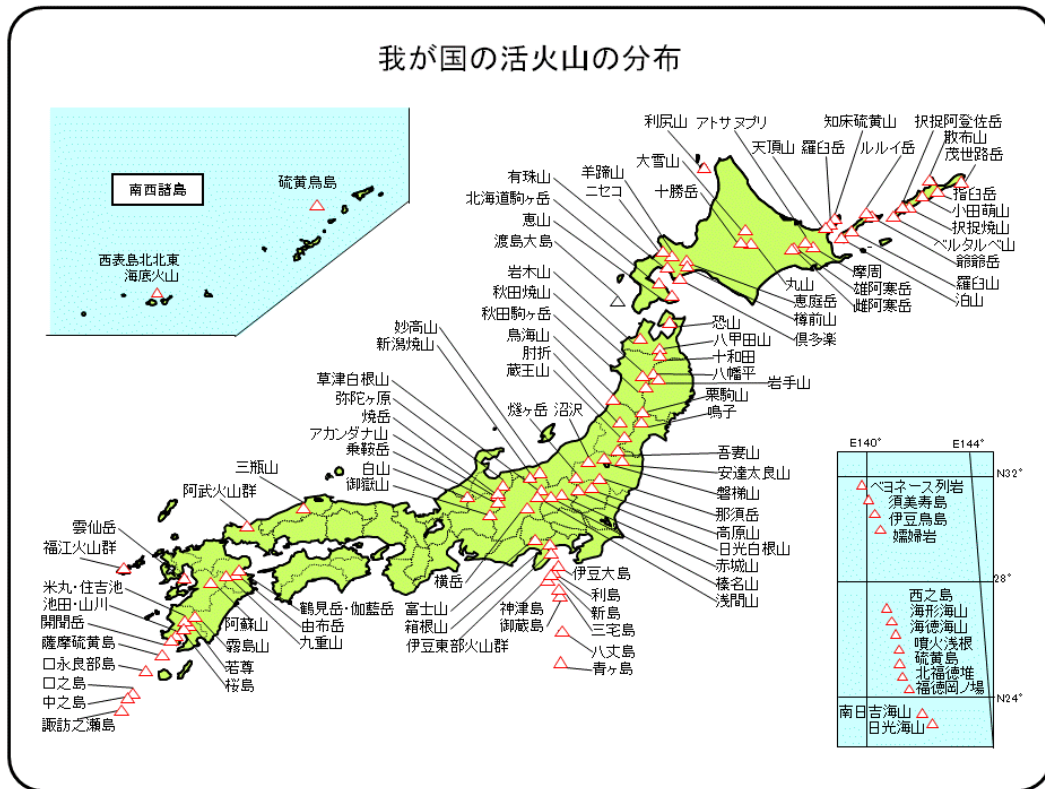 我が国の活火山の分布
南西諸島
硫黄鳥島
西表島北北東
海底火山
利尻山
アトサヌプリ
知床硫黄山
択捉阿登佐岳
天頂山
羅臼岳
ルルイ岳
散布山
茂世路岳
大雪山
羊蹄山
ニセコ
十勝岳
有珠山
北海道駒ヶ岳
恵山
渡島大島
指臼岳
小田萌山
択捉焼山
ベルタルベ山
爺爺岳
羅臼山
泊山
摩周
雄阿寒岳
雌阿寒岳
丸山
恵庭岳
樽前山
倶多楽
岩木山
秋田焼山
秋田駒ヶ岳
鳥海山
肘折
蔵王山
恐山
八甲田山
十和田
八幡平
岩手山
栗駒山
鳴子
妙高山
新潟焼山
草津白根山
弥陀ヶ原
焼岳
アカンダナ山
乗鞍岳
白山
御嶽山
燧ヶ岳
沼沢
吾妻山
安達太良山
磐梯山
那須岳
高原山
日光白根山
赤城山
榛名山
浅間山
三瓶山
阿武火山群
雲仙岳
福江火山群
米丸・住吉池
池田・山川
開聞岳
薩摩硫黄島
口永良部島
口之島
中之島
諏訪之瀬島
鶴見岳・伽藍岳
由布岳
九重山
阿蘇山
霧島山
若尊
桜島
横岳
富士山
箱根山
伊豆東部火山群
伊豆大島
利島
新島
神津島
三宅島
御蔵島
八丈島
青ヶ島
E140°
E144°
N32°
ベヨネース列岩
須美寿島
伊豆鳥島
孀婦岩
28°
西之島
海形海山
海徳海山
噴火浅根
硫黄島
北福徳堆
福徳岡ノ場
N24°
南日吉海山
日光海山